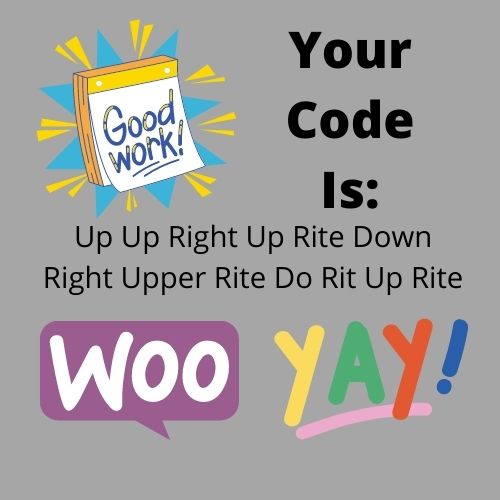 Good
work!
Your
Code
Is:
Up Up Right Up Rite Down
Right Upper Rite Do Rit Up Rite
WOO
YAY!